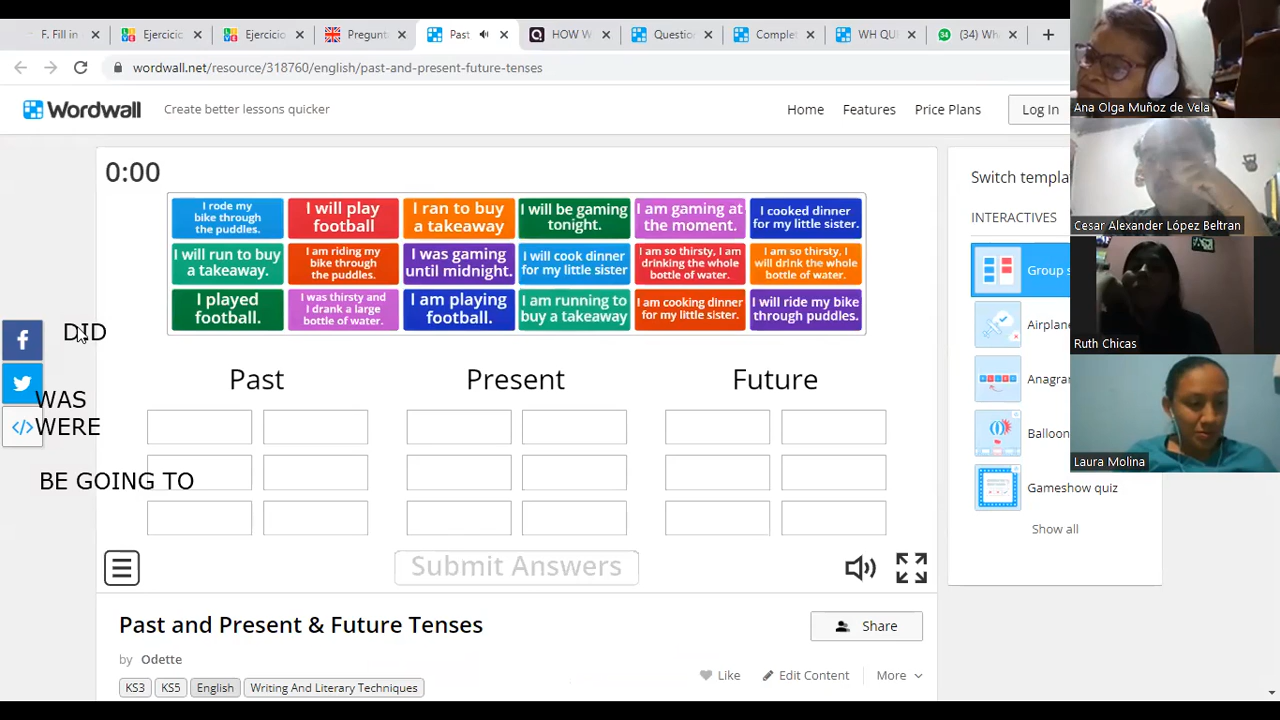 F. Fill in
Ejercicio
Ejercicio
Pregunt
Past
HOW W
Questio
Comple
WH QUI
(34) Wh
wordwall.net/resource/318760/english/past-and-present-future-tenses
Wordwall
Create better lessons quicker
Home
Features
Price Plans
Log In
0:00
I rode my
bike through
the puddles.
I will play
football
I ran to buy
a takeaway
I will be gaming
tonight.
I am gaming at
the moment.
I cooked dinner
for my little sister.
I will run to buy
a takeaway.
I am riding my
bike through
the puddles.
I was gaming
until midnight.
I will cook dinner
for my little sister
I am so thirsty, I am
drinking the whole
bottle of water.
I am so thirsty, I
will drink the whole
bottle of water.
I played
football.
I was thirsty and
I drank a large
bottle of water.
I am playing
football.
I am running to
buy a takeaway
I am cooking dinner
for my little sister.
I will ride my bike
through puddles.
DID
WAS
WERE
BE GOING TO
Past
Present
Future
Submit Answers
Past and Present & Future Tenses
by Odette
KS3
KS5
English
Writing And Literary Techniques
Share
Like
Edit Content
More
Switch templa
INTERACTIVES
Group s
Airplane
Anagra
Balloon
Gameshow quiz
Show all
Ana Olga Muñoz de Vela
Cesar Alexander López Beltran
Ruth Chicas
Laura Molina